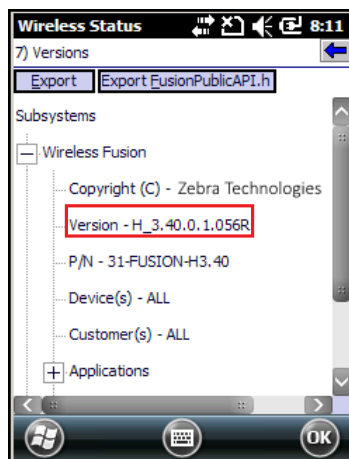 Wireless Status 8:11
7) Versions
Export Export FusionPublicAPI.h
Subsystems
Wireless Fusion
Copyright (C) - Zebra Technologies
Version - H_3.40.0.1.056R
P/N - 31-FUSION-H3.40
Device(s) - ALL
Customer(s) - ALL
Applications
OK